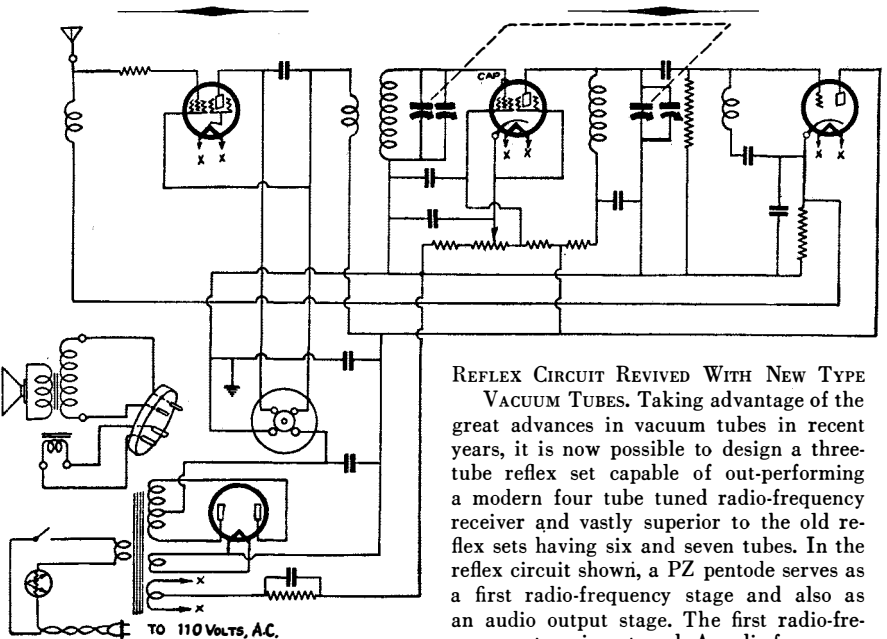 CAP
X X
X X
X X
REFLEX CIRCUIT REVIVED WITH NEW TYPE
VACUUM TUBES. Taking advantage of the
great advances in vacuum tubes in recent
years, it is now possible to design a three-
tube reflex set capable of out-performing
a modern four tube tuned radio-frequency
receiver and vastly superior to the old re-
flex sets having six and seven tubes. In the
reflex circuit shown, a PZ pentode serves as
a first radio-frequency stage and also as
an audio output stage. The first radio-fre-
X
X
TO 110 VOLTS, A.C.